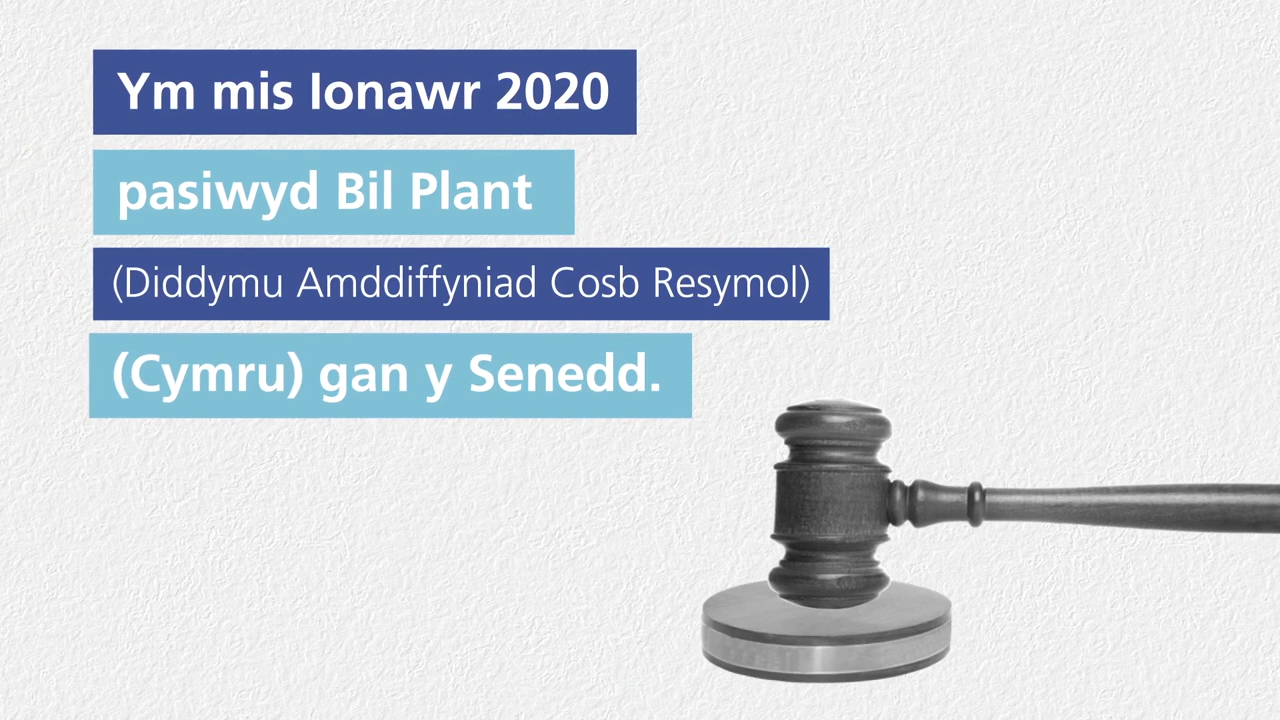 Ym mis Ionawr 2020
pasiwyd Bil Plant
(Diddymu Amddiffyniad Cosb Resymol)
(Cymru) gan y Senedd.